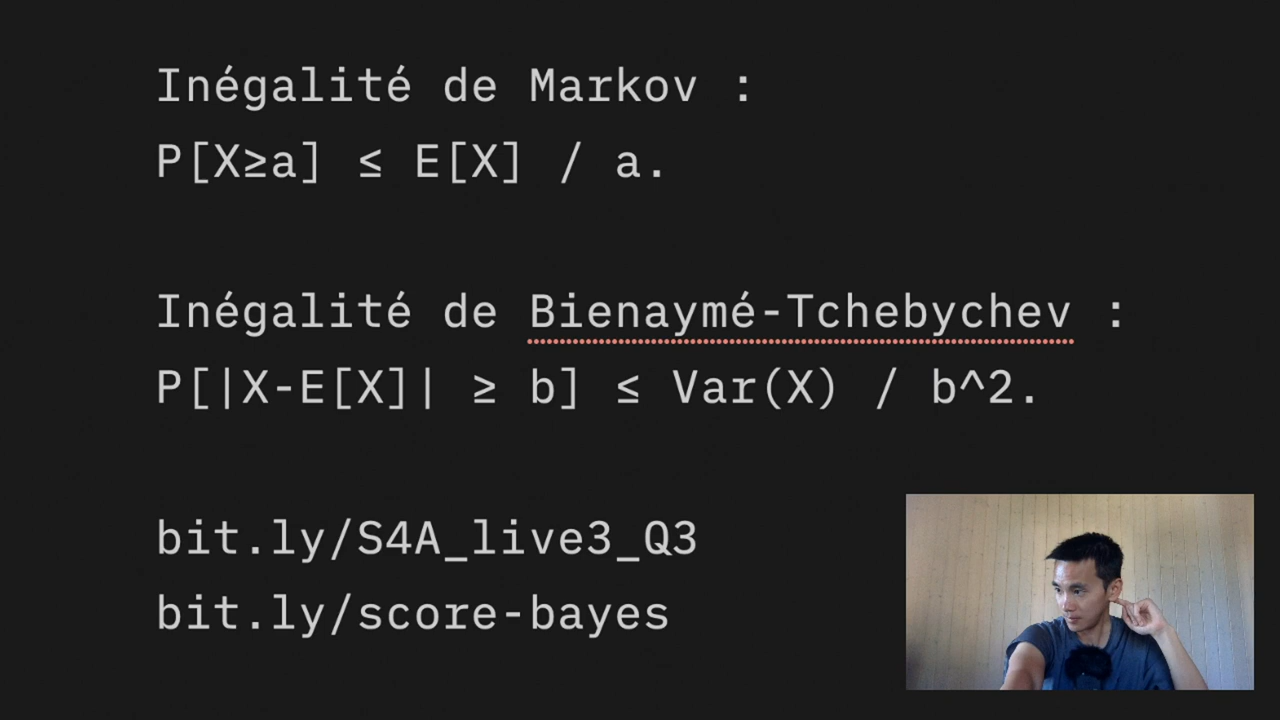 Inégalité de Markov :
P[X≥a] ≤ E[X] / a.
Inégalité de Bienaymé-Tchebychev :
P[|X-E[X]| ≥ b] ≤ Var(X) / b^2.
bit.ly/S4A_live3_Q3
bit.ly/score-bayes